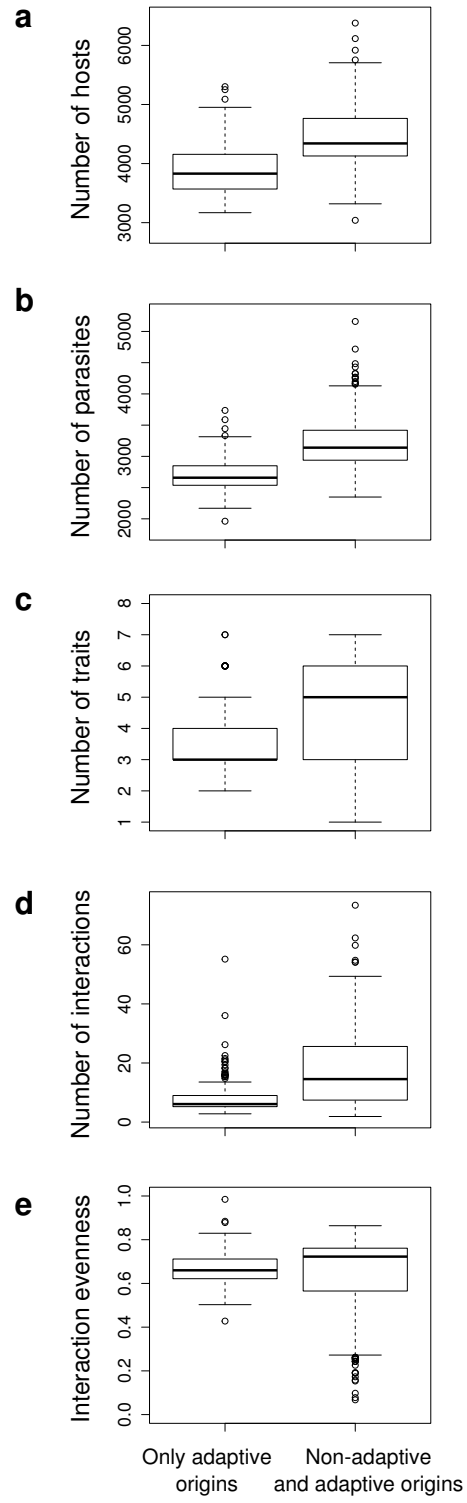 a
Number of hosts
6000
5000
4000
3000
b
Number of parasites
5000
4000
3000
2000
c
Number of traits
8
7
6
5
4
3
2
1
d
Number of interactions
60
40
20
0
e
Interaction evenness
1.0
0.8
0.6
0.4
0.2
0.0
Only adaptive
origins
Non-adaptive
and adaptive origins